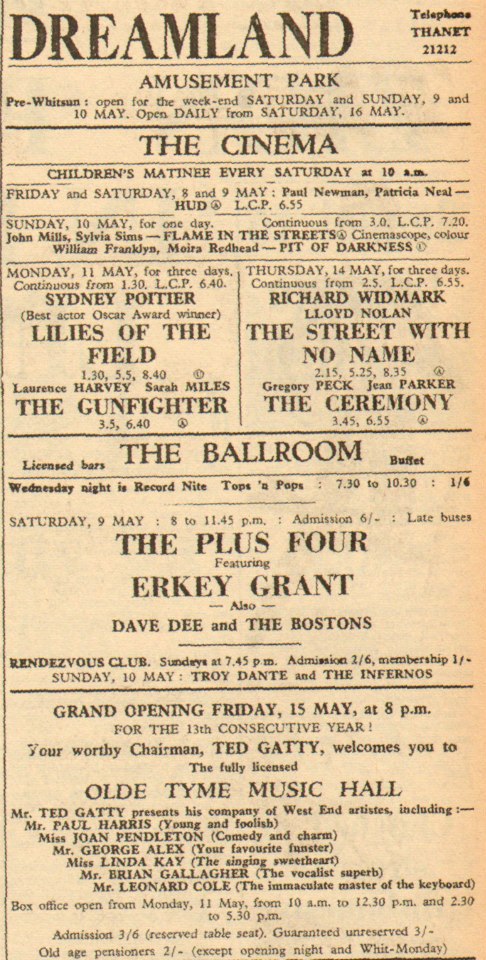 DREAMLAND
Telephone
THANET
21212
AMUSEMENT PARK
Pre-Whitsun : open for the week-end SATURDAY and SUNDAY, 9 and
10 MAY. Open DAILY from SATURDAY, 16 MAY.
THE CINEMA
CHILDREN'S MATINEE EVERY SATURDAY at 10 a.m.
FRIDAY and SATURDAY, 8 and 9 MAY : Paul Newman, Patricia Neal—
HUD Ⓐ L.C.P. 6.55
SUNDAY, 10 MAY, for one day. Continuous from 3.0. L.C.P. 7.20.
John Mills, Sylvia Sims — FLAME IN THE STREETS Ⓐ Cinemascope, colour
William Franklyn, Moira Redhead — PIT OF DARKNESS Ⓤ
MONDAY, 11 MAY, for three days.
Continuous from 1.30. L.C.P. 6.40.
SYDNEY POITIER
(Best actor Oscar Award winner)
LILIES OF THE
FIELD
1.30, 5.5, 8.40 Ⓤ
Laurence HARVEY Sarah MILES
THE GUNFIGHTER
3.5, 6.40 Ⓐ
THURSDAY, 14 MAY, for three days.
Continuous from 2.5. L.C.P. 6.55.
RICHARD WIDMARK
LLOYD NOLAN
THE STREET WITH
NO NAME
2.15, 5.25, 8.35 Ⓐ
Gregory PECK Jean PARKER
THE CEREMONY
3.45, 6.55 Ⓐ
Licensed bars THE BALLROOM Buffet
Wednesday night is Record Nite Tops 'n Pops : 7.30 to 10.30 : 1/6
SATURDAY, 9 MAY : 8 to 11.45 p.m. : Admission 6/- : Late buses
THE PLUS FOUR
Featuring
ERKEY GRANT
— Also —
DAVE DEE and THE BOSTONS
RENDEZVOUS CLUB. Sundays at 7.45 p.m. Admission 2/6, membership 1/-
SUNDAY, 10 MAY : TROY DANTE and THE INFERNOS
GRAND OPENING FRIDAY, 15 MAY, at 8 p.m.
FOR THE 13th CONSECUTIVE YEAR !
Your worthy Chairman, TED GATTY, welcomes you to
The fully licensed
OLDE TYME MUSIC HALL
Mr. TED GATTY presents his company of West End artistes, including :—
Mr. PAUL HARRIS (Young and foolish)
Miss JOAN PENDLETON (Comedy and charm)
Mr. GEORGE ALEX (Your favourite funster)
Miss LINDA KAY (The singing sweetheart)
Mr. BRIAN GALLAGHER (The vocalist superb)
Mr. LEONARD COLE (The immaculate master of the keyboard)
Box office open from Monday, 11 May, from 10 a.m. to 12.30 p.m. and 2.30
to 5.30 p.m.
Admission 3/6 (reserved table seat). Guaranteed unreserved 3/-
Old age pensioners 2/- (except opening night and Whit-Monday)